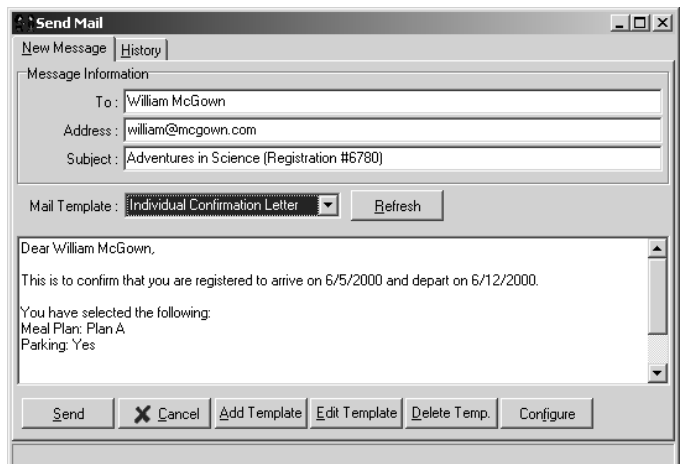 Send Mail
New Message History
Message Information
To : William McGown
Address : william@mcgown.com
Subject : Adventures in Science (Registration #6780)
Mail Template : Individual Confirmation Letter Refresh
Dear William McGown,
This is to confirm that you are registered to arrive on 6/5/2000 and depart on 6/12/2000.
You have selected the following:
Meal Plan: Plan A
Parking: Yes
Send Cancel Add Template Edit Template Delete Temp. Configure